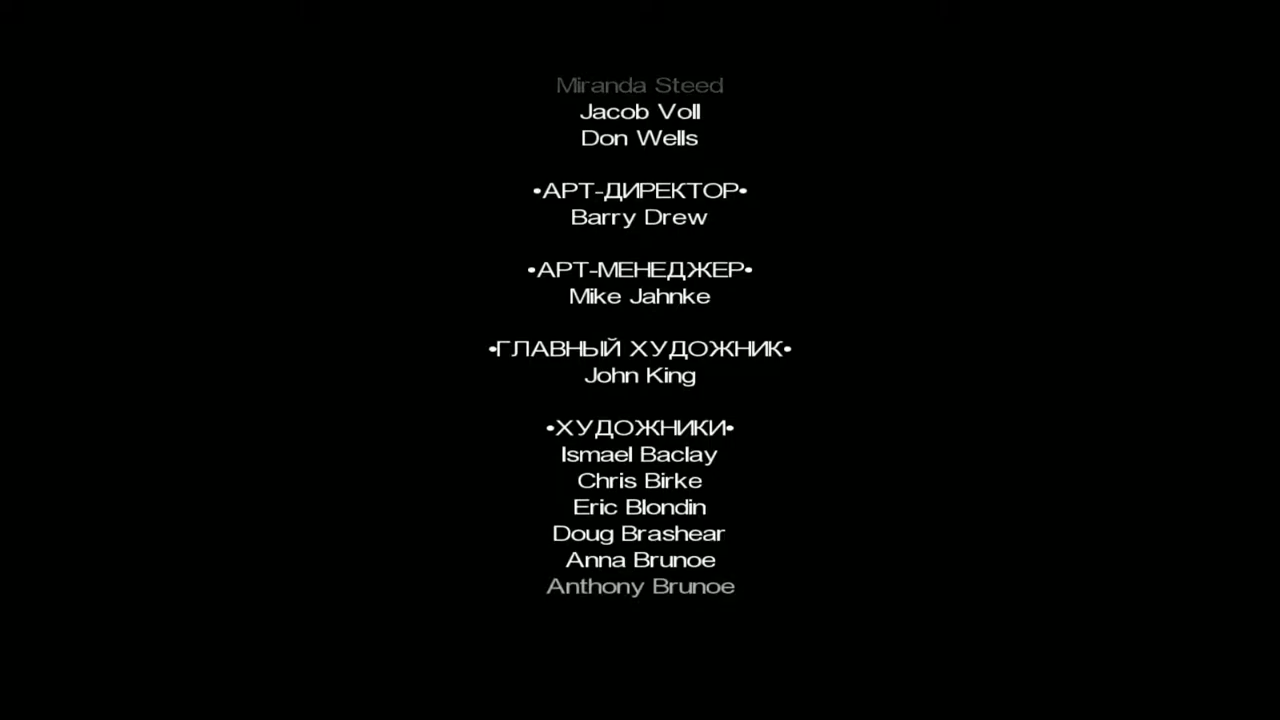 Miranda Steed
Jacob Voll
Don Wells
•АРТ-ДИРЕКТОР•
Barry Drew
•АРТ-МЕНЕДЖЕР•
Mike Jahnke
•ГЛАВНЫЙ ХУДОЖНИК•
John King
•ХУДОЖНИКИ•
Ismael Baclay
Chris Birke
Eric Blondin
Doug Brashear
Anna Brunoe
Anthony Brunoe